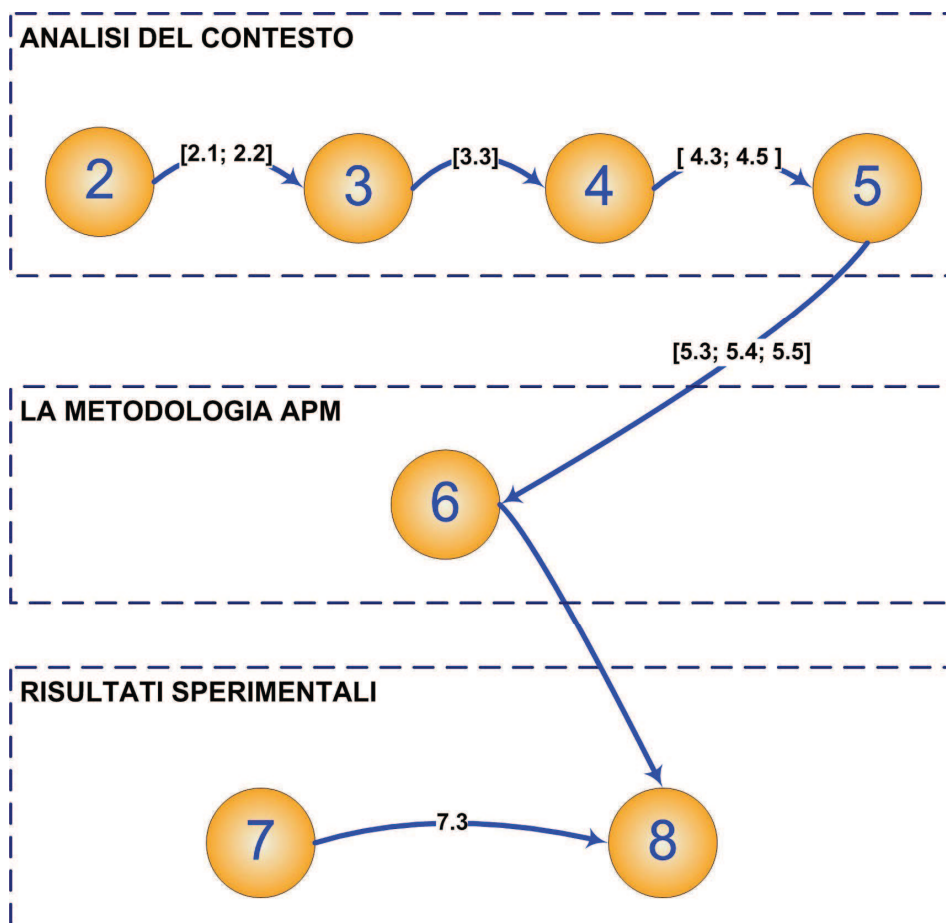 ANALISI DEL CONTESTO
2 [2.1; 2.2] 3 [3.3] 4 [ 4.3; 4.5 ] 5
[5.3; 5.4; 5.5]
LA METODOLOGIA APM
6
RISULTATI SPERIMENTALI
7 7.3 8